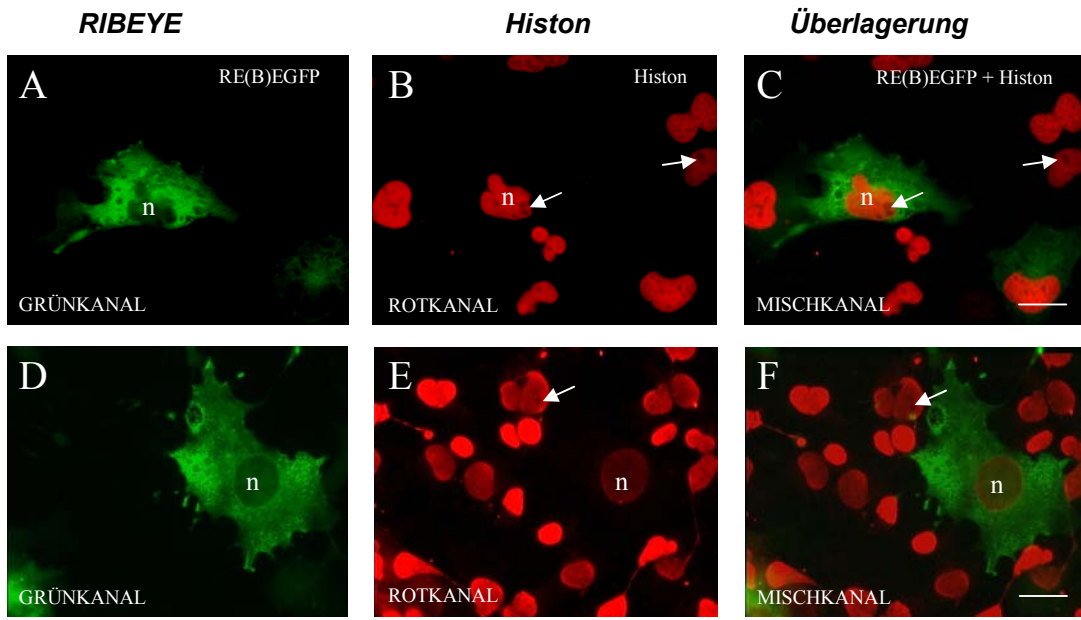 RIBEYE
Histon
Überlagerung
A
RE(B)EGFP
n
GRÜNKANAL
B
Histon
n
ROTKANAL
C
RE(B)EGFP + Histon
n
MISCHKANAL
D
n
GRÜNKANAL
E
n
ROTKANAL
F
n
MISCHKANAL